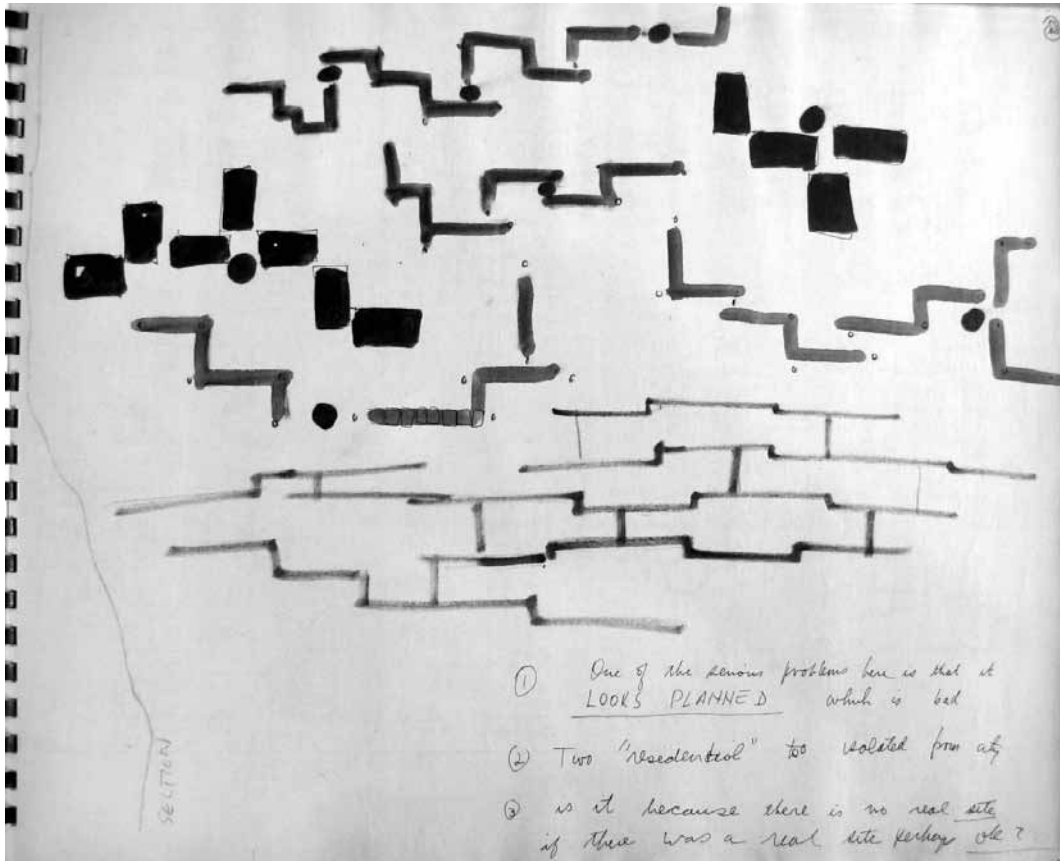 SECTION
① One of the serious problems here is that it
LOOKS PLANNED which is bad
② Two "resedential" too isolated from city
③ is it because there is no real site
if there was a real site perhaps ok?